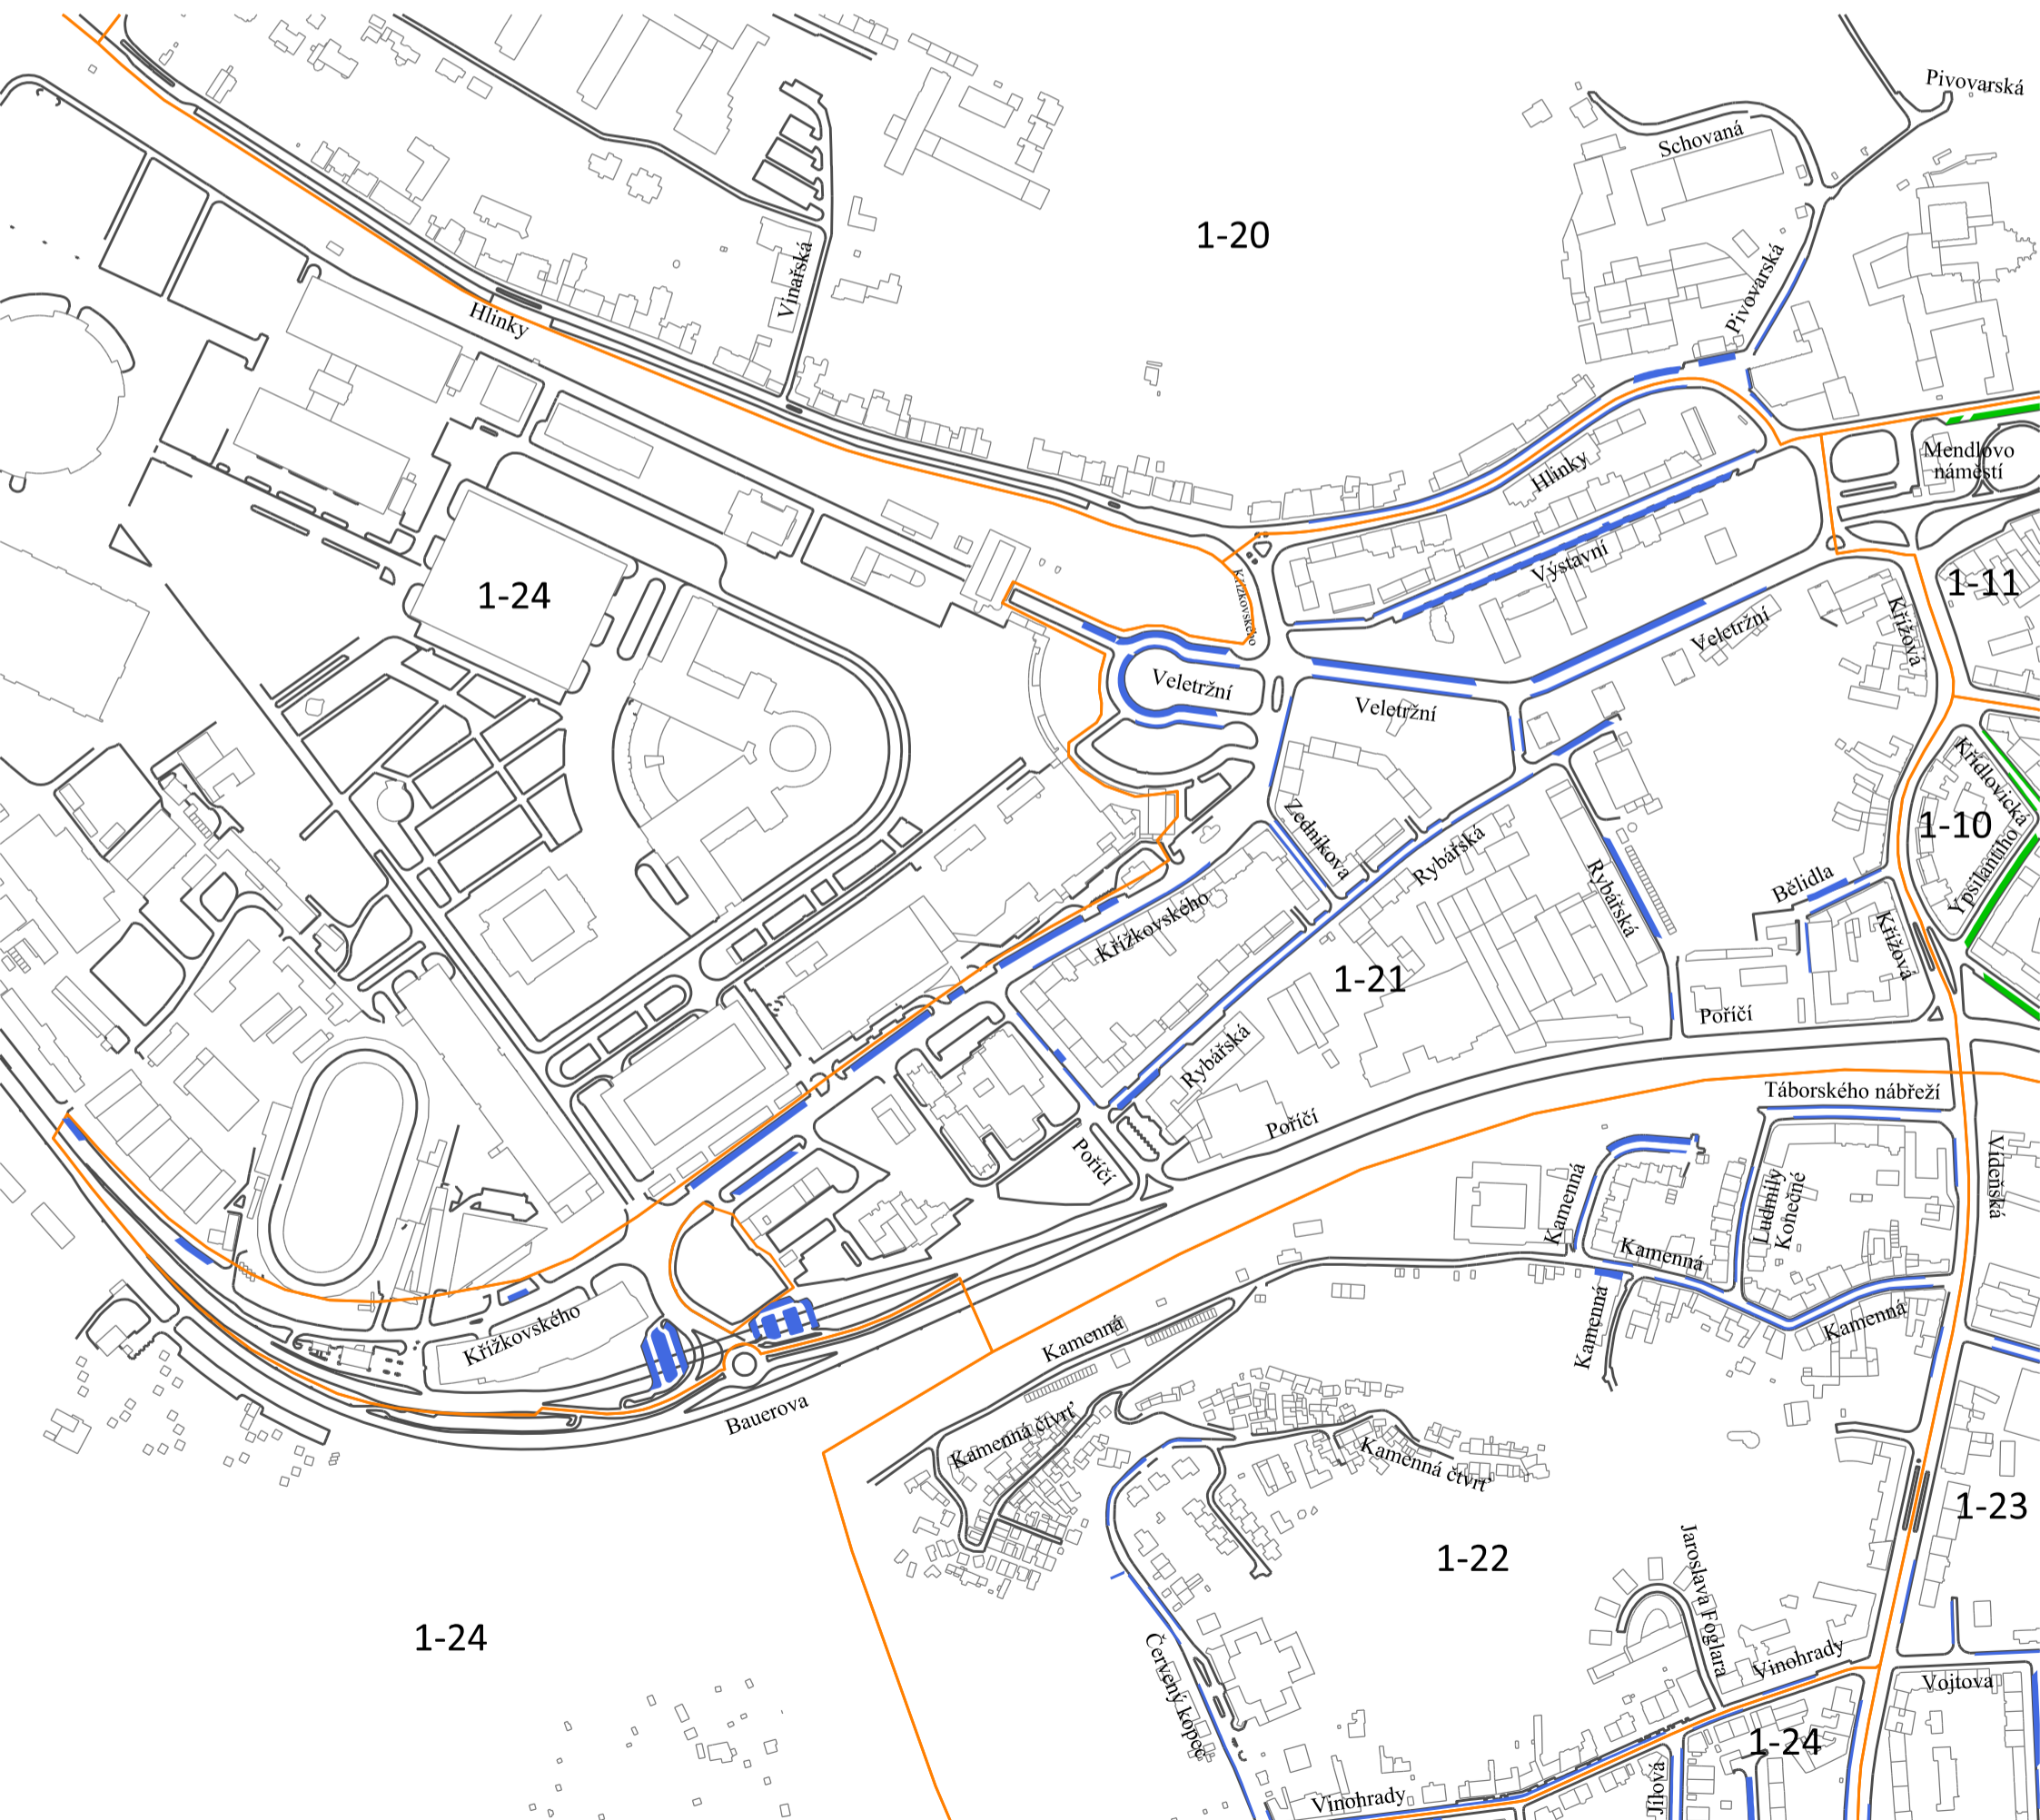 Pivovarská
Schovaná
1-20
Vinařská
Pivovarská
Hlinky
Mendlovo
náměstí
Hlinky
Výstavní
1-11
1-24
Křížkovského
Křížová
Veletržní
Veletržní
Veletržní
Křídlovická
1-10
Zedníkova
Rybářská
Ypsilantiho
Bělidla
Rybářská
Křížkovského
Křížová
1-21
Poříčí
Rybářská
Táborského nábřeží
Poříčí
Poříčí
Vídeňská
Kamenná
Ludmily
Konečné
Kamenná
Kamenná
Kamenná
Křížkovského
Kamenná
Bauerova
Kamenná čtvrť
Kamenná čtvrť
1-23
1-22
Jaroslava Foglara
1-24
Červený kopec
Vinohrady
Vojtova
1-24
Jílová
Vinohrady